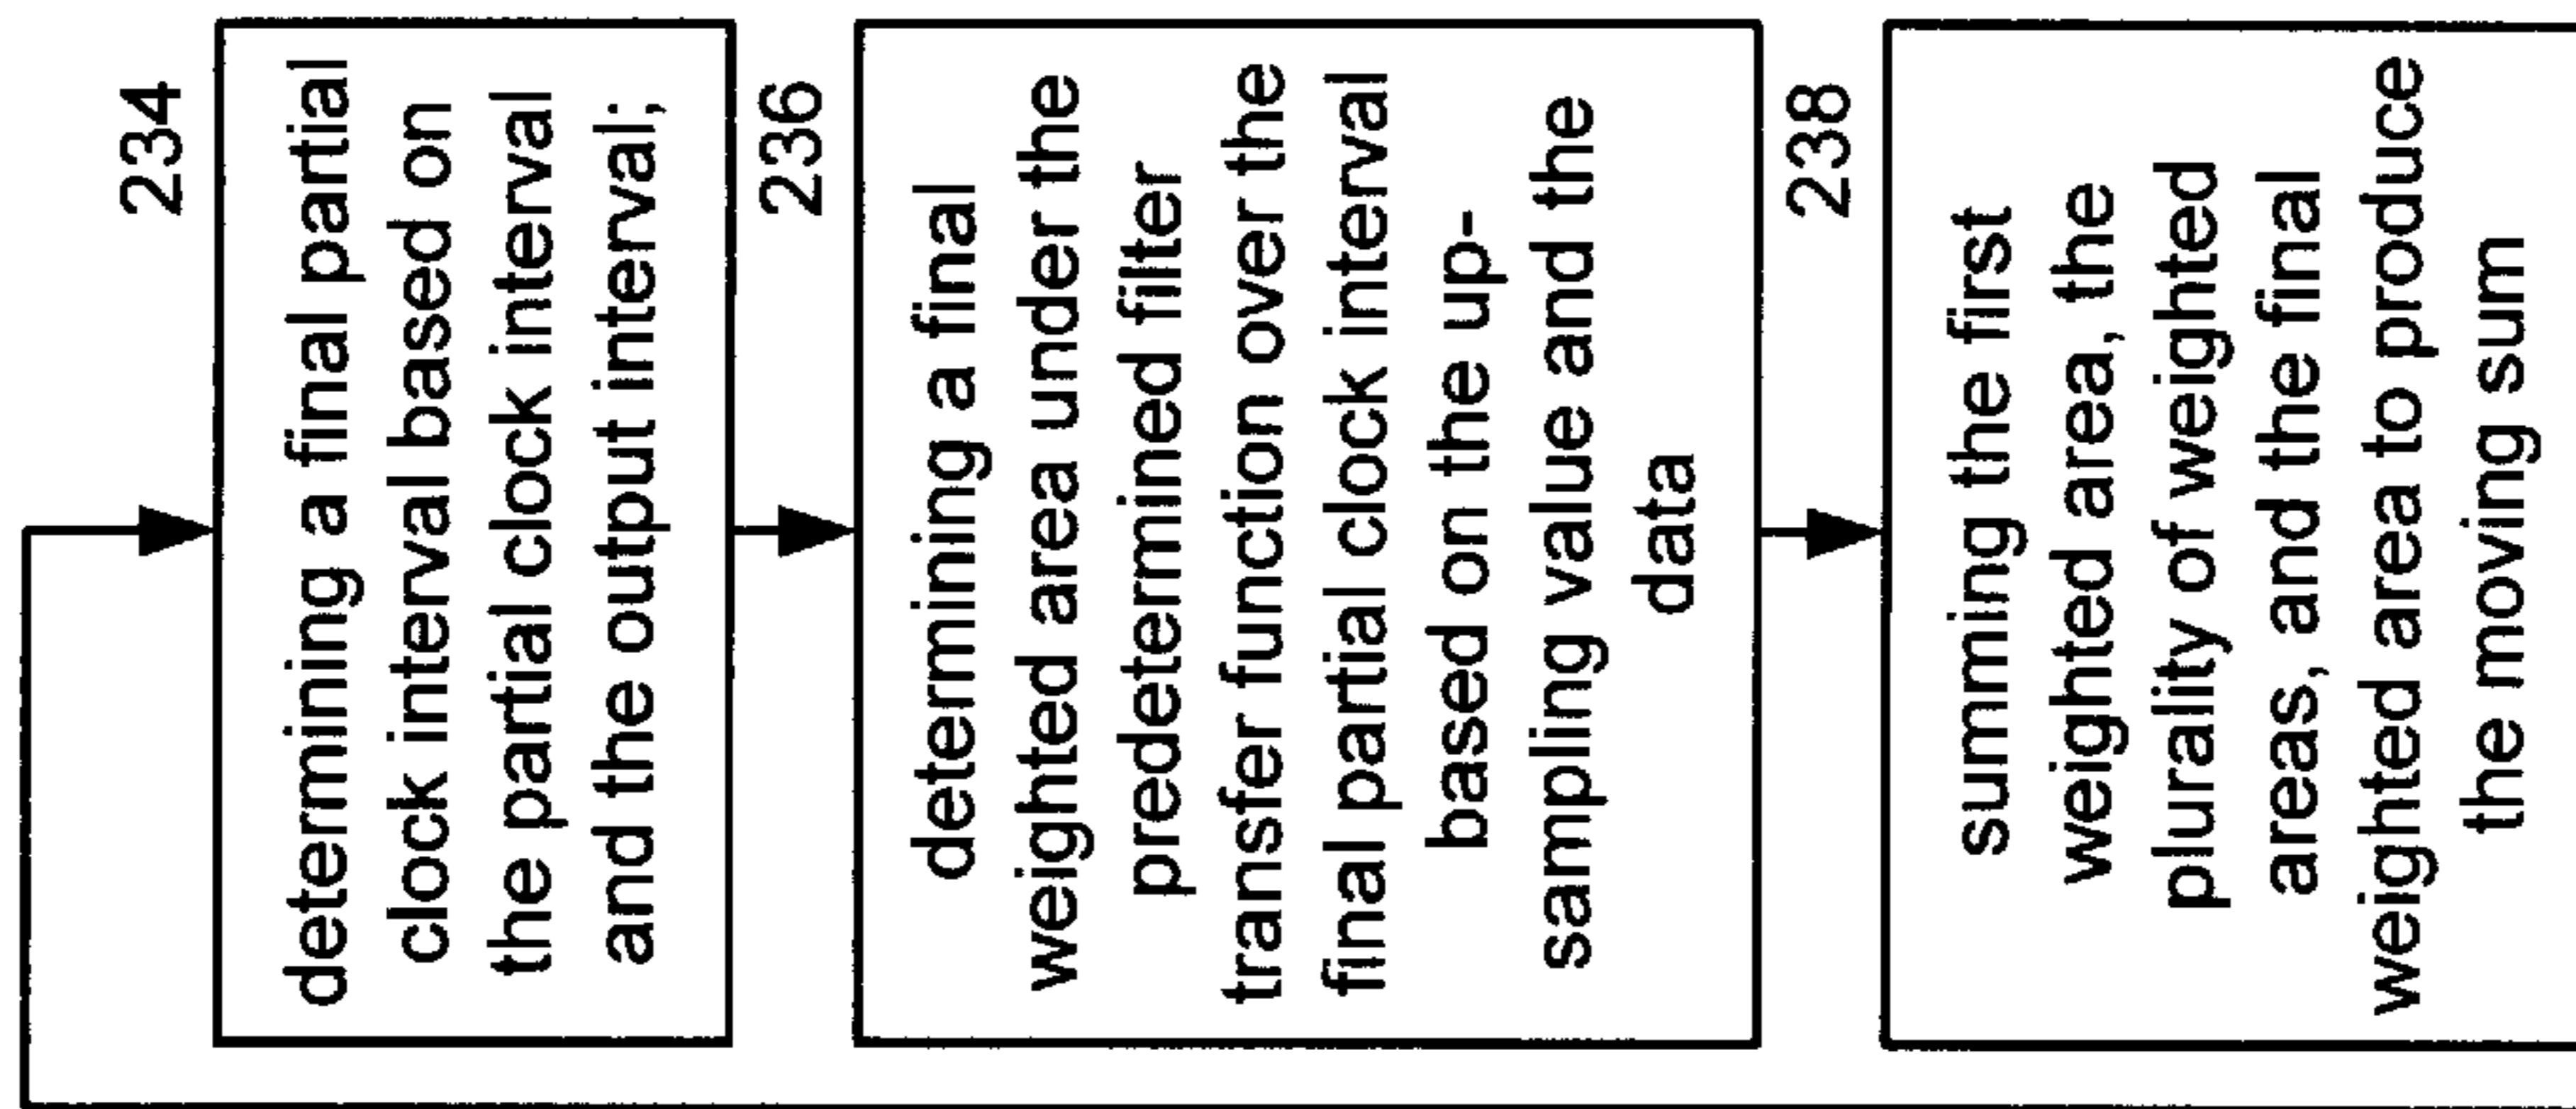 234
determining a final partial
clock interval based on
the partial clock interval
and the output interval;
236
determining a final
weighted area under the
predetermined filter
transfer function over the
final partial clock interval
based on the up-
sampling value and the
data
238
summing the first
weighted area, the
plurality of weighted
areas, and the final
weighted area to produce
the moving sum